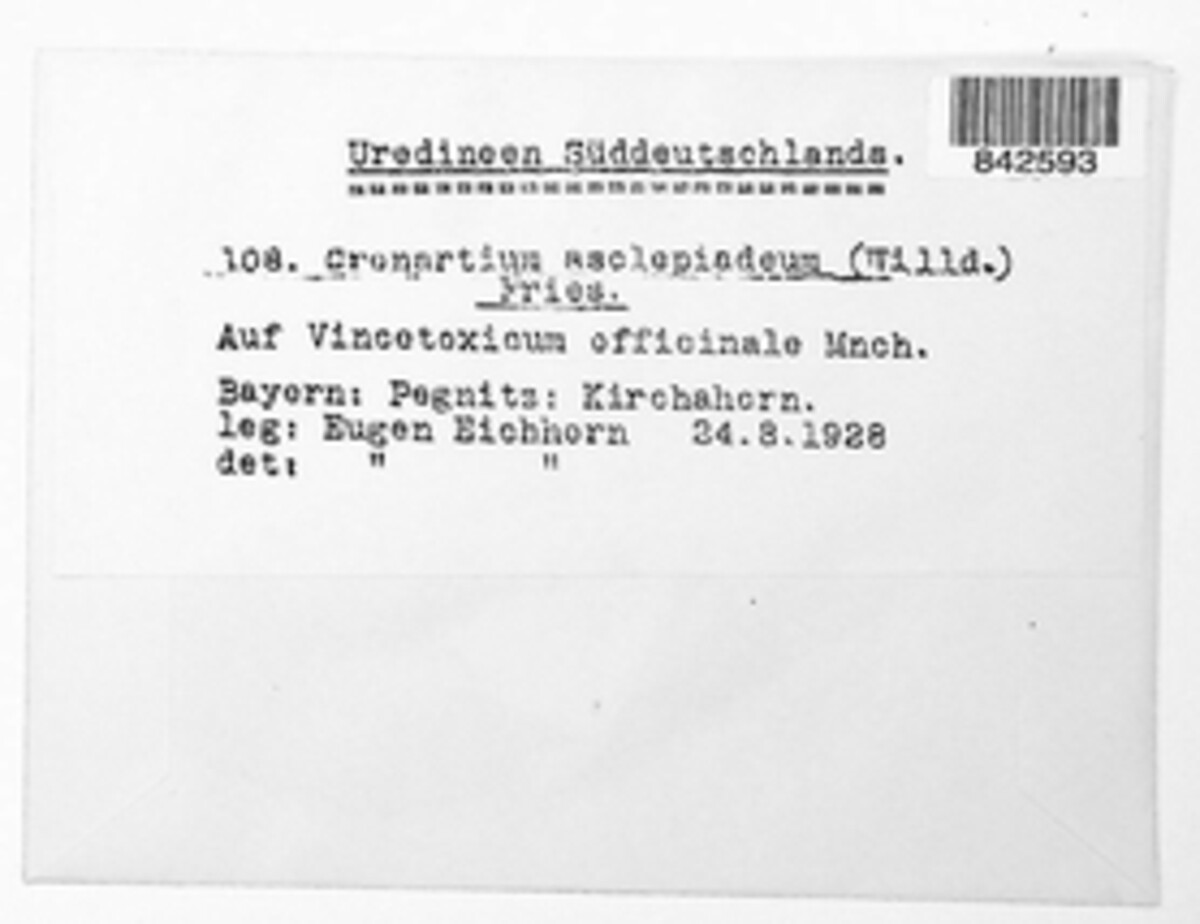 842593
Uredineen Süddeutschlands.
108. Cronartium asclepiadeum (Willd.)
Fries.
Auf Vincetoxicum officinale Mnch.
Bayern: Pegnitz: Kirchahorn.
leg: Eugen Eichhorn 24.8.1928
det: " "